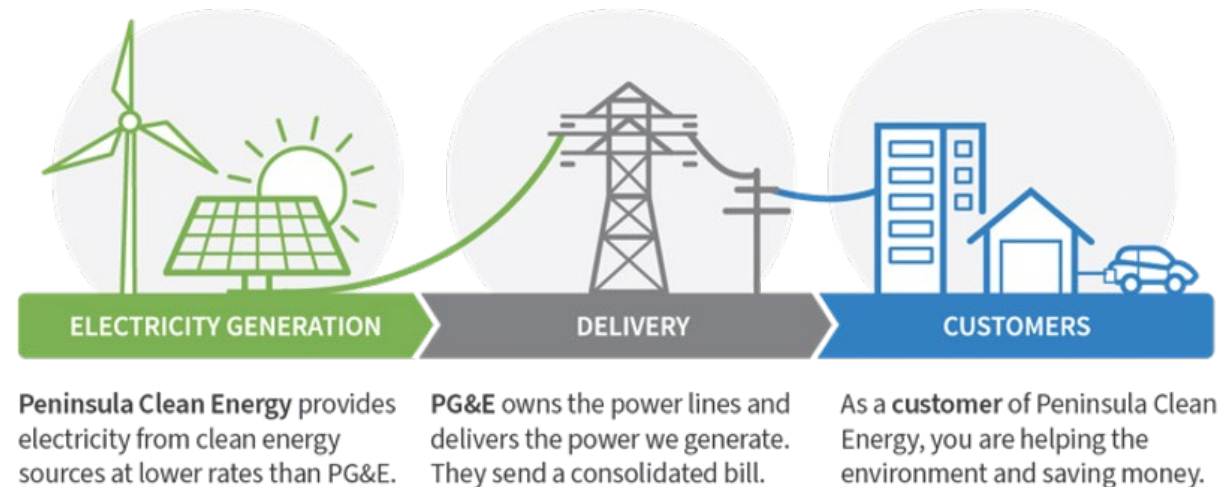 ELECTRICITY GENERATION
DELIVERY
CUSTOMERS
Peninsula Clean Energy provides
electricity from clean energy
sources at lower rates than PG&E.
PG&E owns the power lines and
delivers the power we generate.
They send a consolidated bill.
As a customer of Peninsula Clean
Energy, you are helping the
environment and saving money.